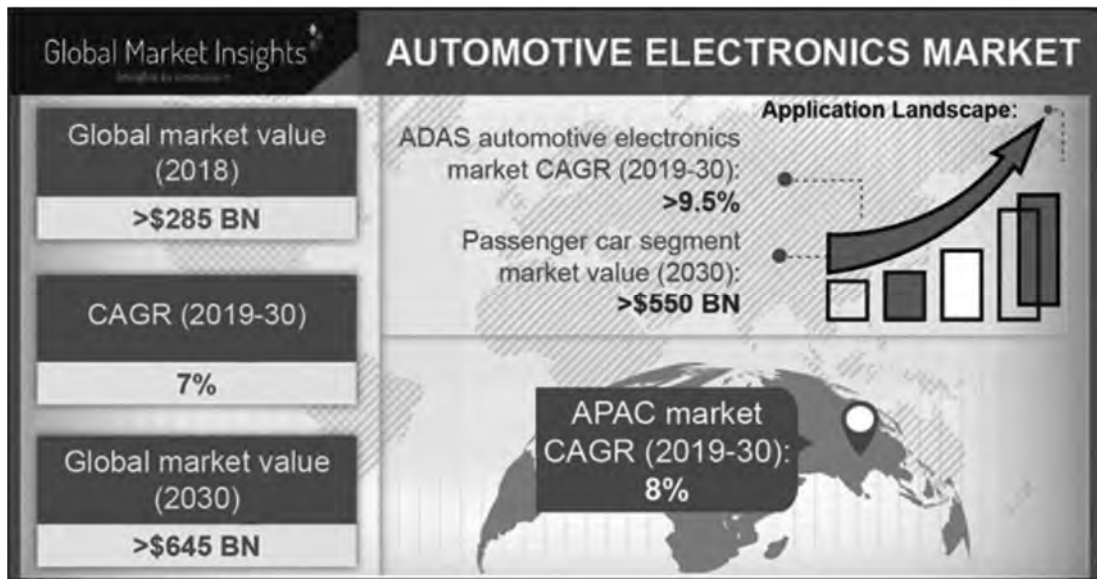 Global Market Insights
AUTOMOTIVE ELECTRONICS MARKET
Global market value
(2018)
>$285 BN
CAGR (2019-30)
7%
Global market value
(2030)
>$645 BN
Application Landscape:
ADAS automotive electronics
market CAGR (2019-30):
>9.5%
Passenger car segment
market value (2030):
>$550 BN
APAC market
CAGR (2019-30):
8%